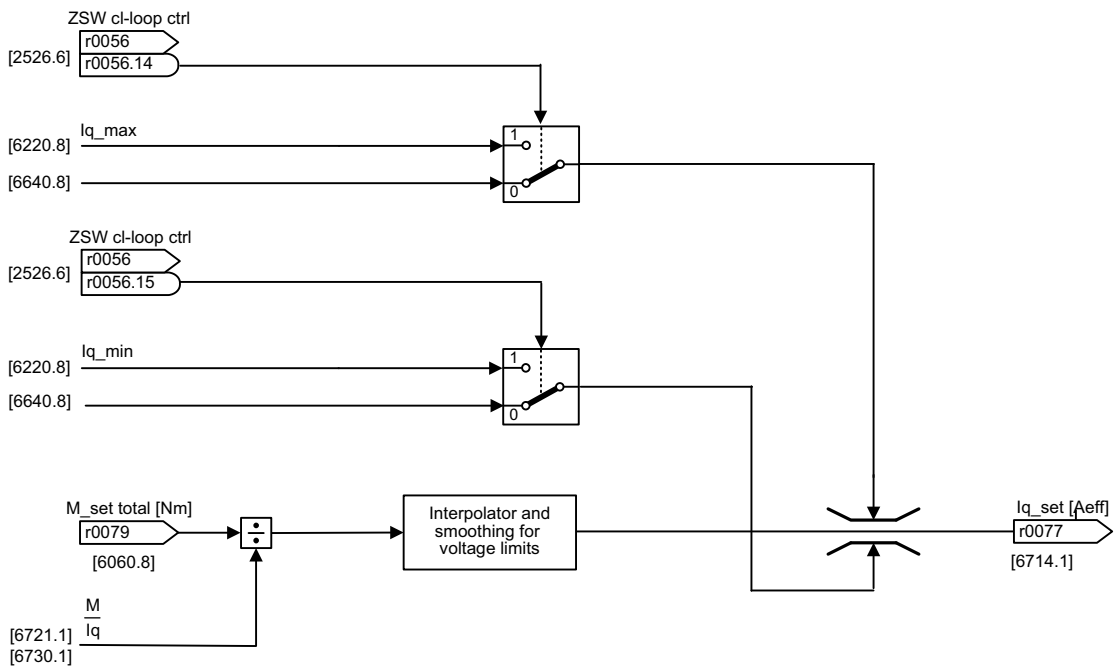 ZSW cl-loop ctrl
r0056
[2526.6]
r0056.14
Iq_max
1
[6220.8]
[6640.8]
0
ZSW cl-loop ctrl
r0056
[2526.6]
r0056.15
Iq_min
1
[6220.8]
[6640.8]
0
M_set total [Nm]
r0079
÷
[6060.8]
Interpolator and
smoothing for
voltage limits
Iq_set [Aeff]
r0077
[6714.1]
M
Iq
[6721.1]
[6730.1]